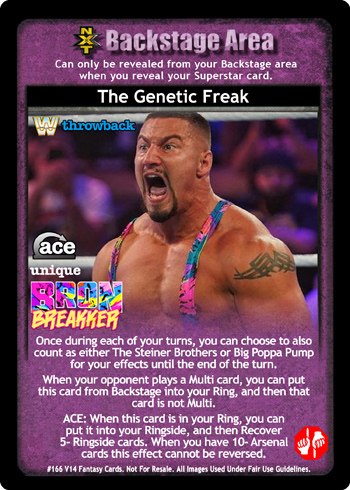 NXT
Backstage Area
Can only be revealed from your Backstage area
when you reveal your Superstar card.
The Genetic Freak
W throwback
ace
unique
BRON
BREAKKER
Once during each of your turns, you can choose to also
count as either The Steiner Brothers or Big Poppa Pump
for your effects until the end of the turn.
When your opponent plays a Multi card, you can put
this card from Backstage into your Ring, and then that
card is not Multi.
ACE: When this card is in your Ring, you can
put it into your Ringside, and then Recover
5- Ringside cards. When you have 10- Arsenal
cards this effect cannot be reversed.
#166 V14 Fantasy Cards. Not For Resale. All Images Used Under Fair Use Guidelines.